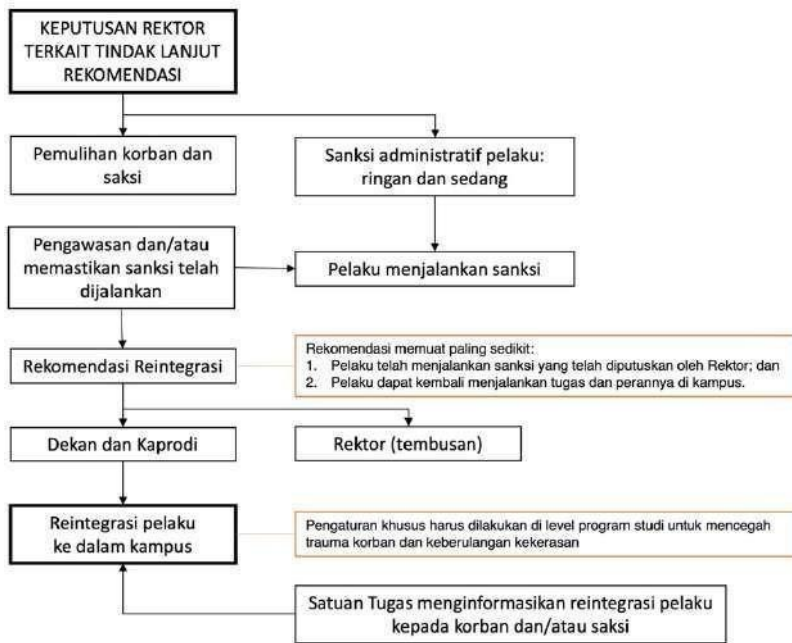 KEPUTUSAN REKTOR
TERKAIT TINDAK LANJUT
REKOMENDASI
Pemulihan korban dan
saksi
Sanksi administratif pelaku:
ringan dan sedang
Pengawasan dan/atau
memastikan sanksi telah
dijalankan
Pelaku menjalankan sanksi
Rekomendasi Reintegrasi
Rekomendasi memuat paling sedikit:
1. Pelaku telah menjalankan sanksi yang telah diputuskan oleh Rektor; dan
2. Pelaku dapat kembali menjalankan tugas dan perannya di kampus.
Dekan dan Kaprodi
Rektor (tembusan)
Reintegrasi pelaku
ke dalam kampus
Pengaturan khusus harus dilakukan di level program studi untuk mencegah
trauma korban dan keberulangan kekerasan
Satuan Tugas menginformasikan reintegrasi pelaku
kepada korban dan/atau saksi